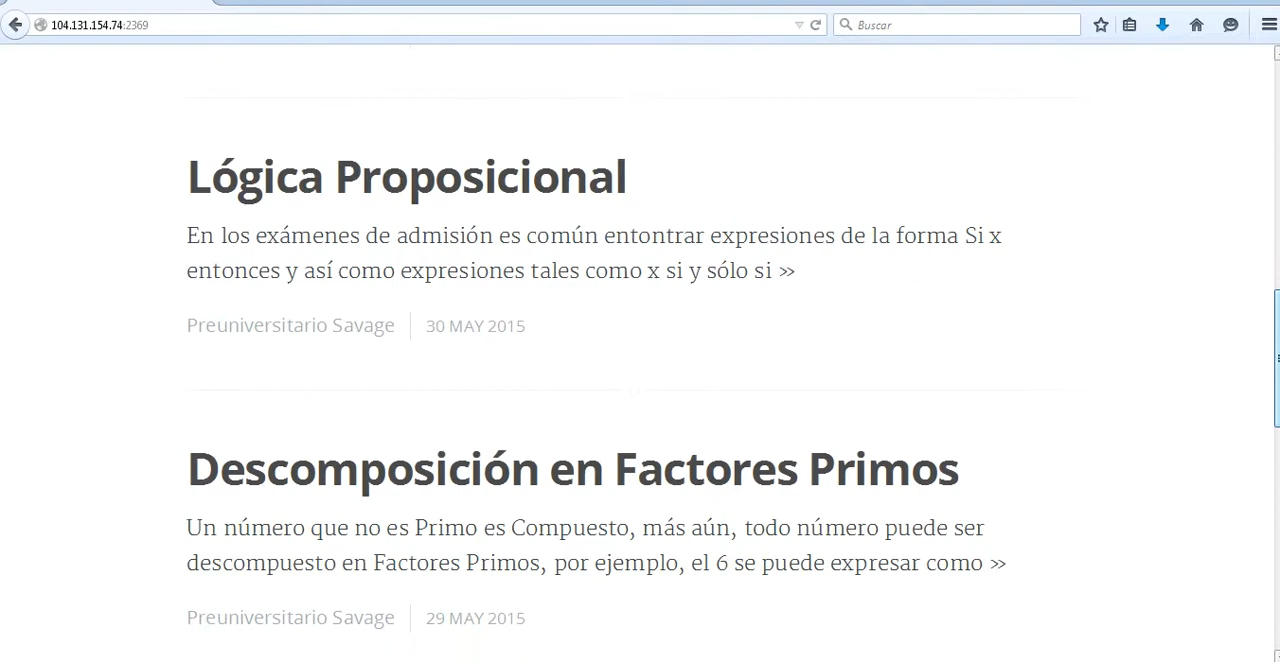 104.131.154.74:2369
Buscar
Lógica Proposicional
En los exámenes de admisión es común entontrar expresiones de la forma Si x
entonces y así como expresiones tales como x si y sólo si »
Preuniversitario Savage
30 MAY 2015
Descomposición en Factores Primos
Un número que no es Primo es Compuesto, más aún, todo número puede ser
descompuesto en Factores Primos, por ejemplo, el 6 se puede expresar como »
Preuniversitario Savage
29 MAY 2015